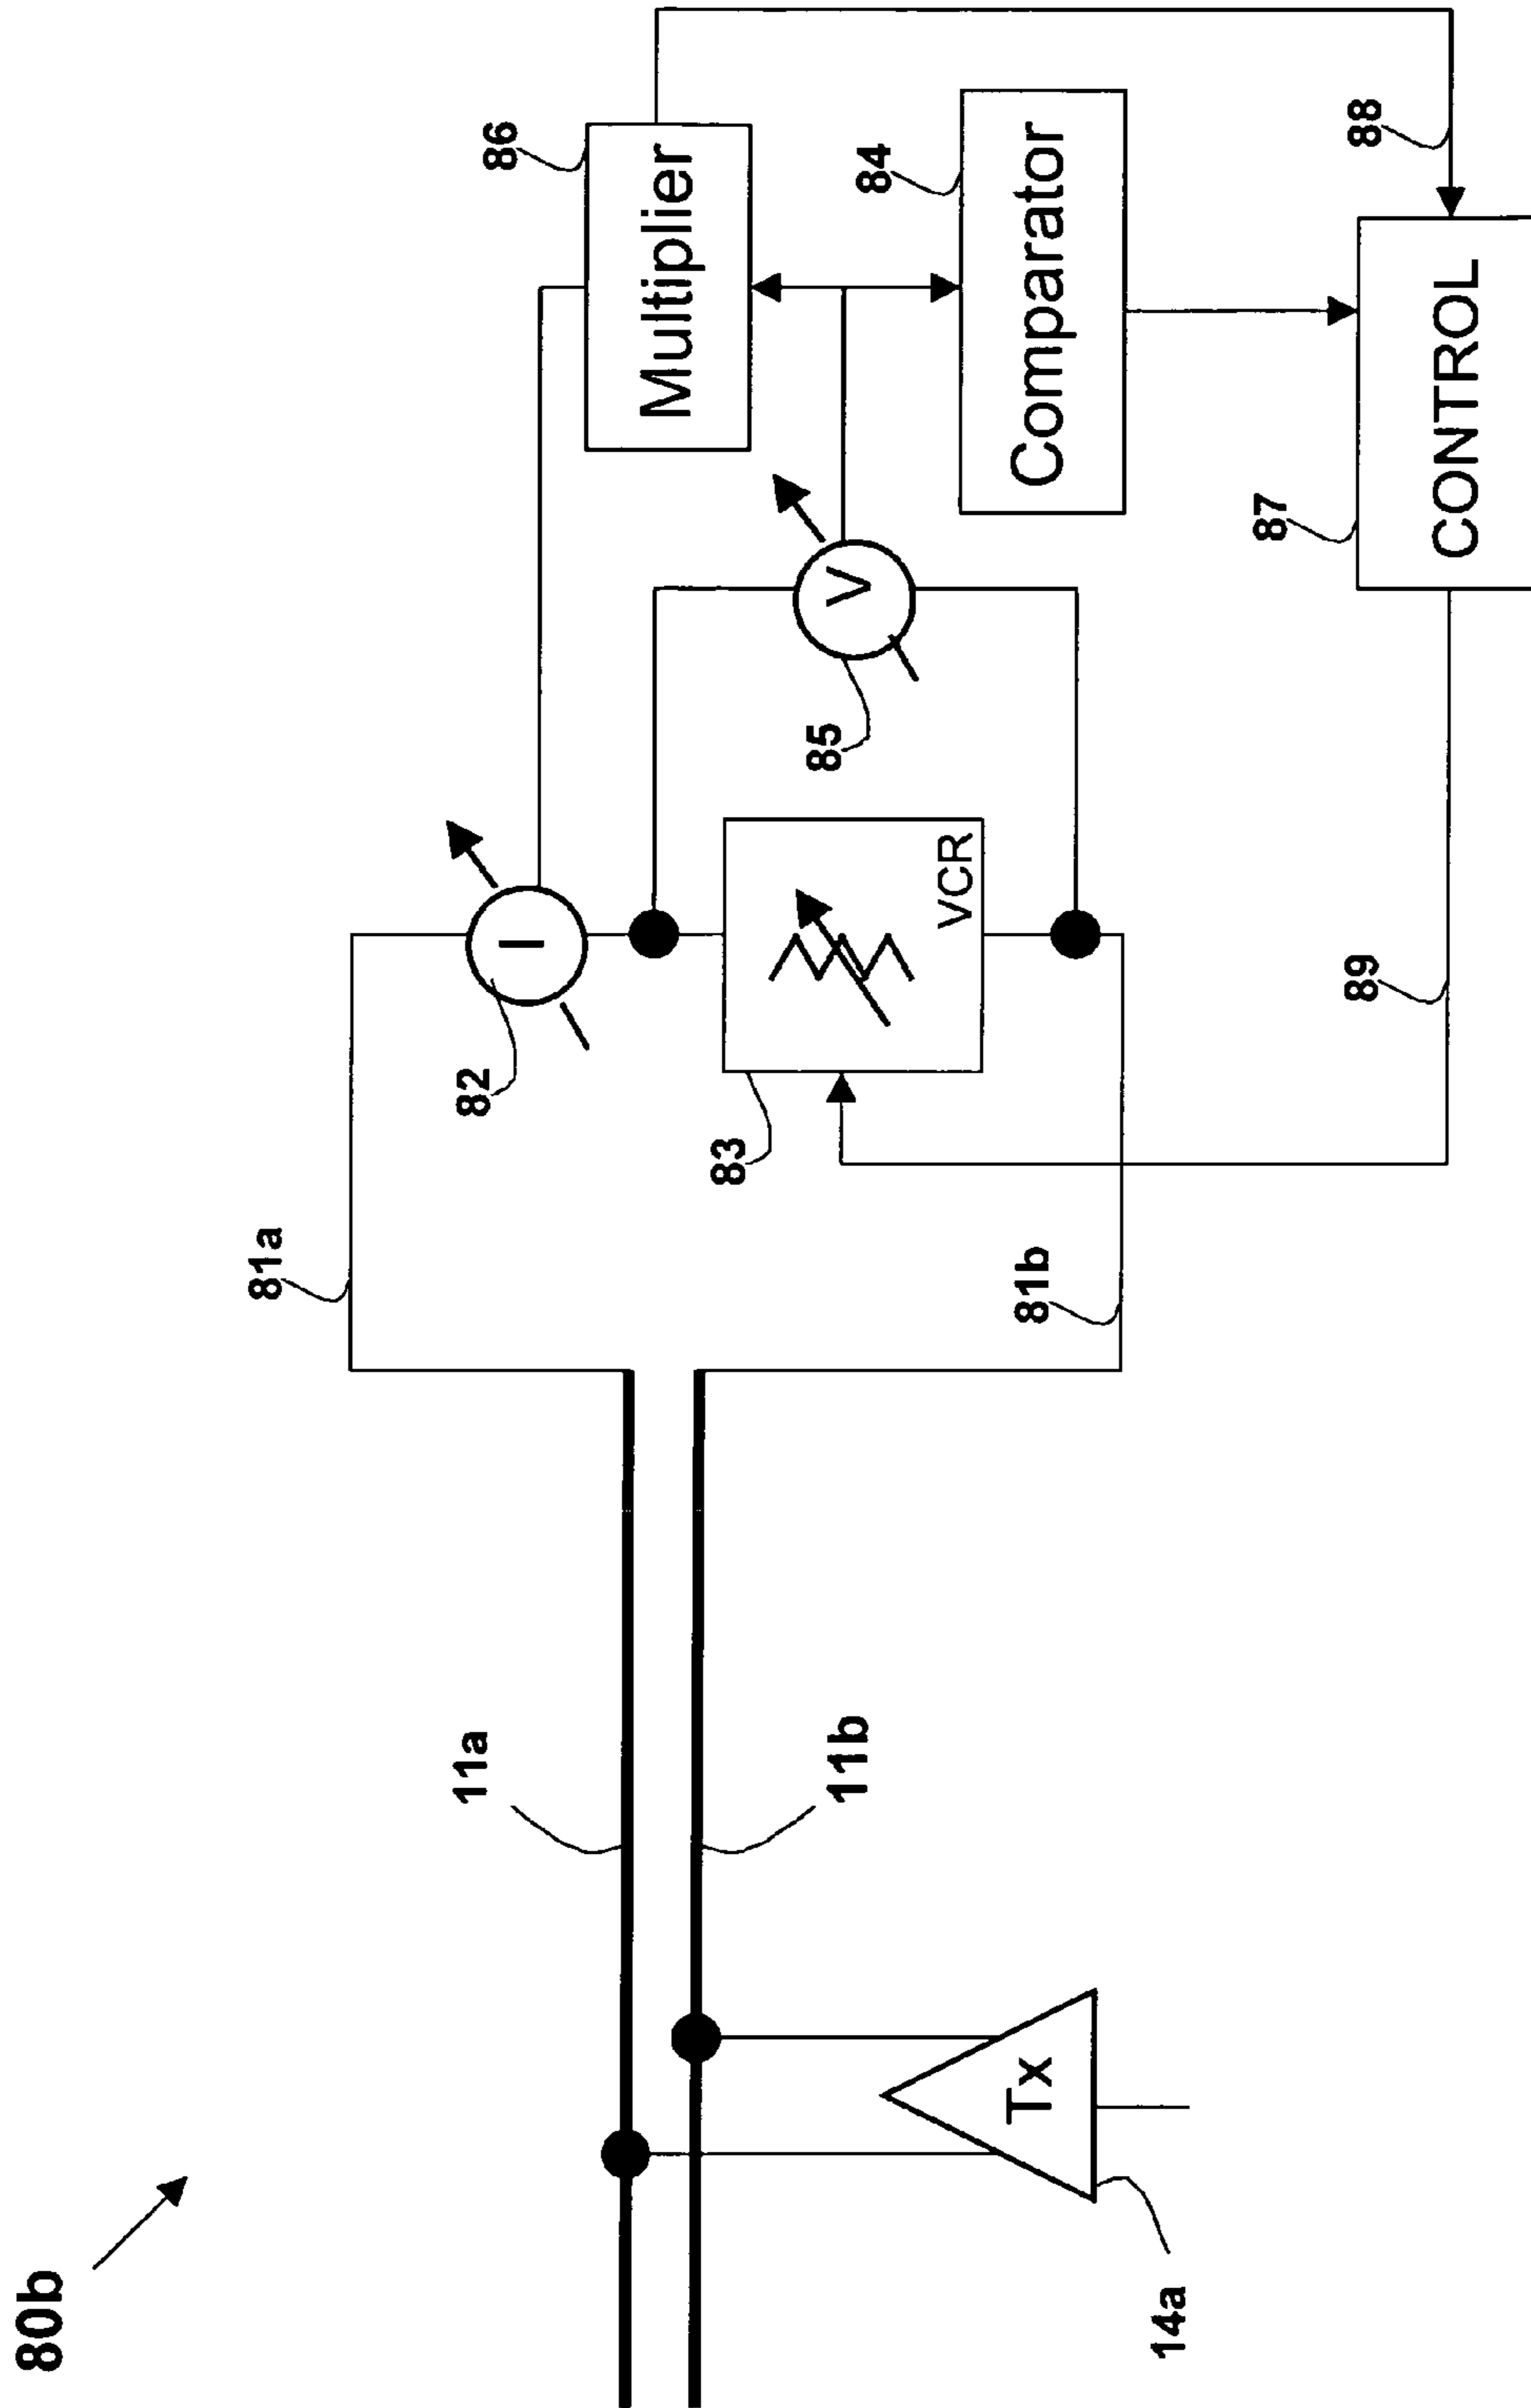 80b
14a
Tx
11a
11b
81a
81b
82
I
83
VCR
85
V
86
Multiplier
84
Comparator
88
87
CONTROL
89